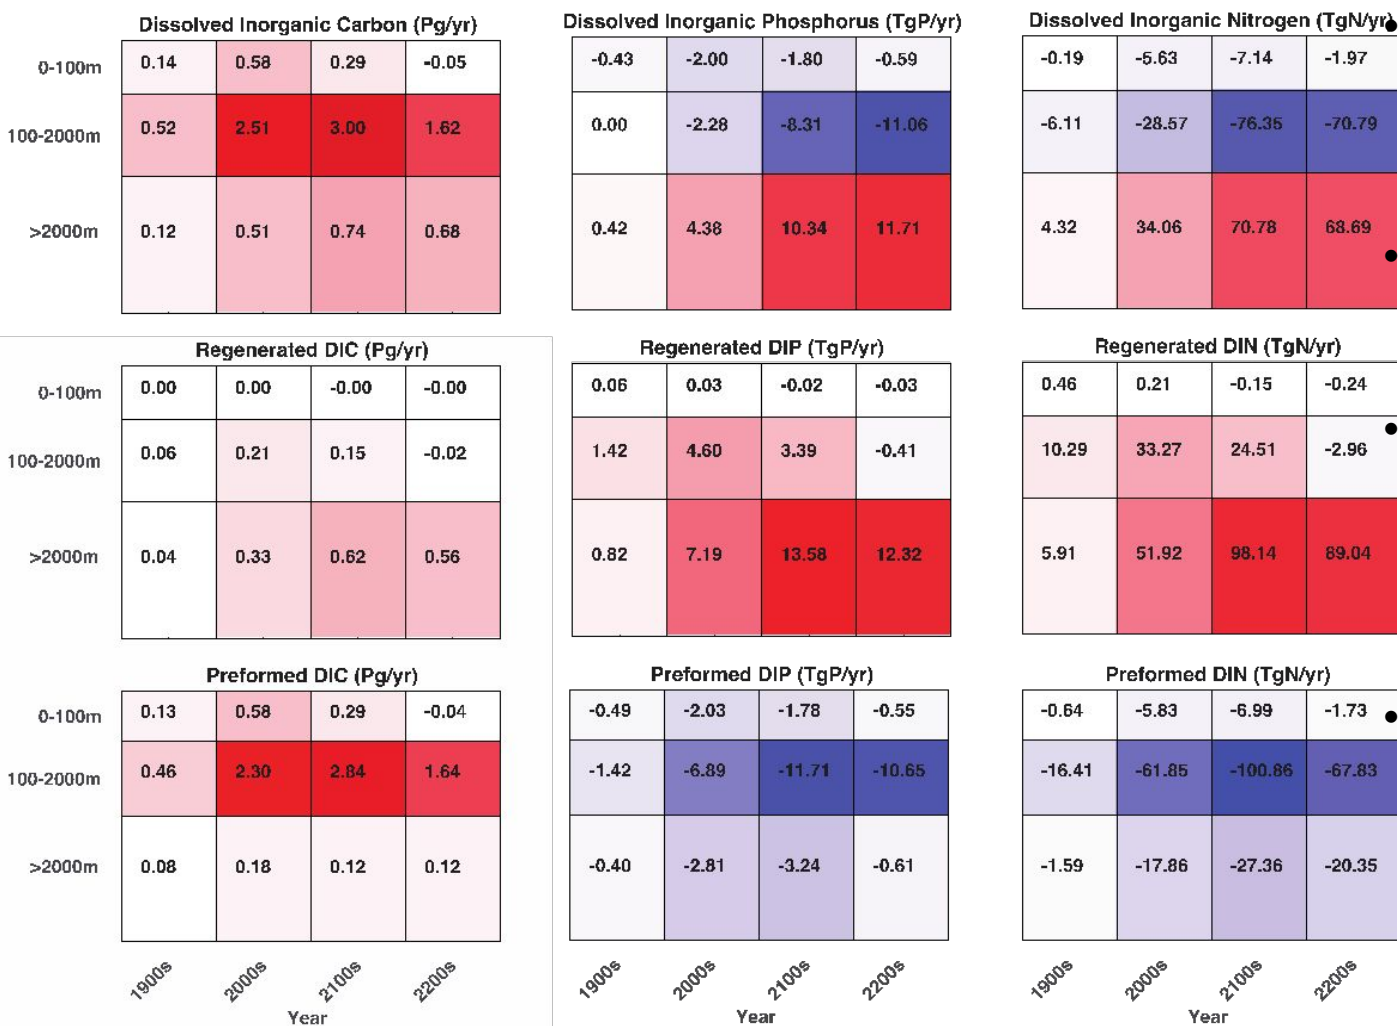 Dissolved Inorganic Carbon (Pg/yr)
0-100m 0.14 0.58 0.29 -0.05
100-2000m 0.52 2.51 3.00 1.62
>2000m 0.12 0.51 0.74 0.68
Dissolved Inorganic Phosphorus (TgP/yr)
-0.43 -2.00 -1.80 -0.59
0.00 -2.28 -8.31 -11.06
0.42 4.38 10.34 11.71
Dissolved Inorganic Nitrogen (TgN/yr)
-0.19 -5.63 -7.14 -1.97
-6.11 -28.57 -76.35 -70.79
4.32 34.06 70.78 68.69
Regenerated DIC (Pg/yr)
0-100m 0.00 0.00 -0.00 -0.00
100-2000m 0.06 0.21 0.15 -0.02
>2000m 0.04 0.33 0.62 0.56
Regenerated DIP (TgP/yr)
0.06 0.03 -0.02 -0.03
1.42 4.60 3.39 -0.41
0.82 7.19 13.58 12.32
Regenerated DIN (TgN/yr)
0.46 0.21 -0.15 -0.24
10.29 33.27 24.51 -2.96
5.91 51.92 98.14 89.04
Preformed DIC (Pg/yr)
0-100m 0.13 0.58 0.29 -0.04
100-2000m 0.46 2.30 2.84 1.64
>2000m 0.08 0.18 0.12 0.12
1900s 2000s 2100s 2200s
Year
Preformed DIP (TgP/yr)
-0.49 -2.03 -1.78 -0.55
-1.42 -6.89 -11.71 -10.65
-0.40 -2.81 -3.24 -0.61
1900s 2000s 2100s 2200s
Year
Preformed DIN (TgN/yr)
-0.64 -5.83 -6.99 -1.73
-16.41 -61.85 -100.86 -67.83
-1.59 -17.86 -27.36 -20.35
1900s 2000s 2100s 2200s
Year